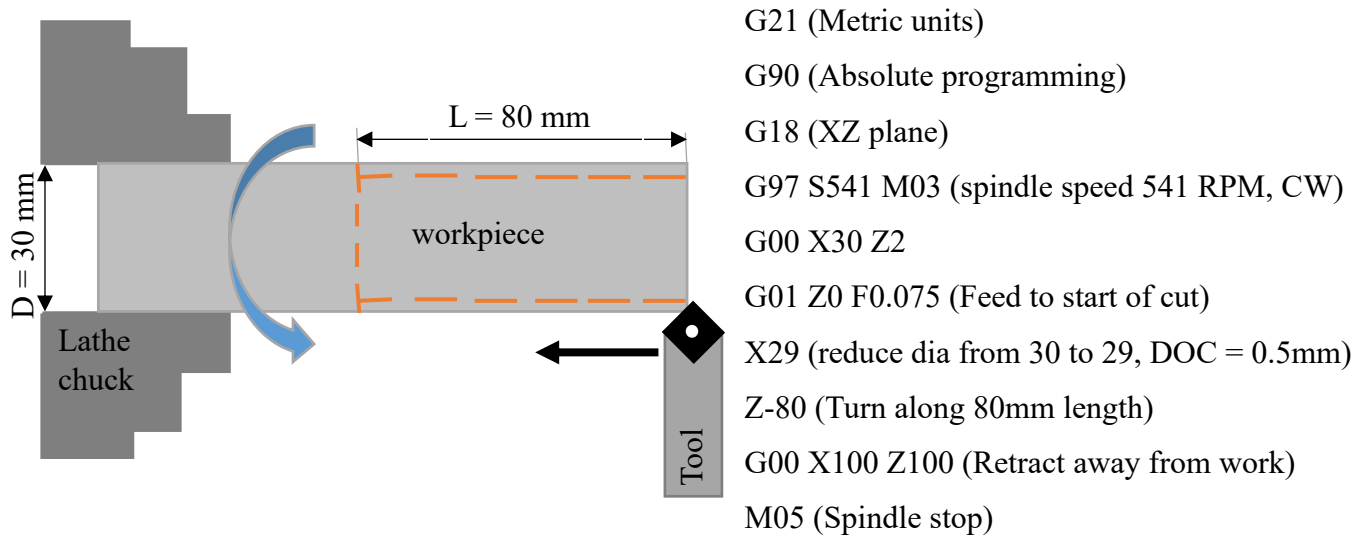 L = 80 mm
D = 30 mm
workpiece
Lathe
chuck
Tool
G21 (Metric units)
G90 (Absolute programming)
G18 (XZ plane)
G97 S541 M03 (spindle speed 541 RPM, CW)
G00 X30 Z2
G01 Z0 F0.075 (Feed to start of cut)
X29 (reduce dia from 30 to 29, DOC = 0.5mm)
Z-80 (Turn along 80mm length)
G00 X100 Z100 (Retract away from work)
M05 (Spindle stop)